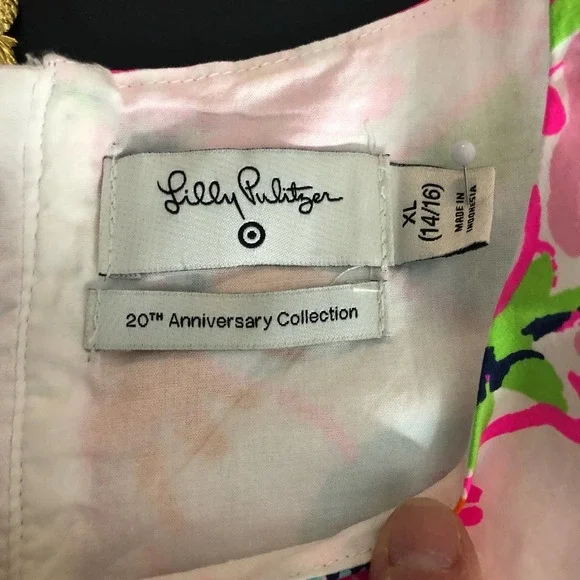 Lilly Pulitzer
20TH Anniversary Collection
XL
(14/16)
MADE IN
INDONESIA